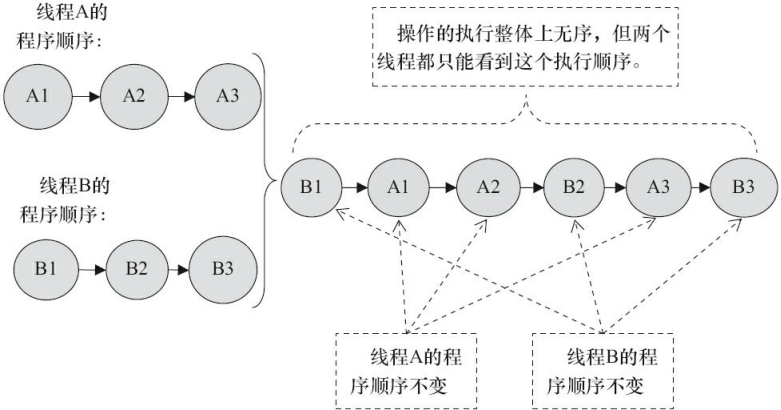 线程A的
程序顺序：
A1 A2 A3
线程B的
程序顺序：
B1 B2 B3
操作的执行整体上无序，但两个
线程都只能看到这个执行顺序。
B1 A1 A2 B2 A3 B3
线程A的程
序顺序不变
线程B的程
序顺序不变